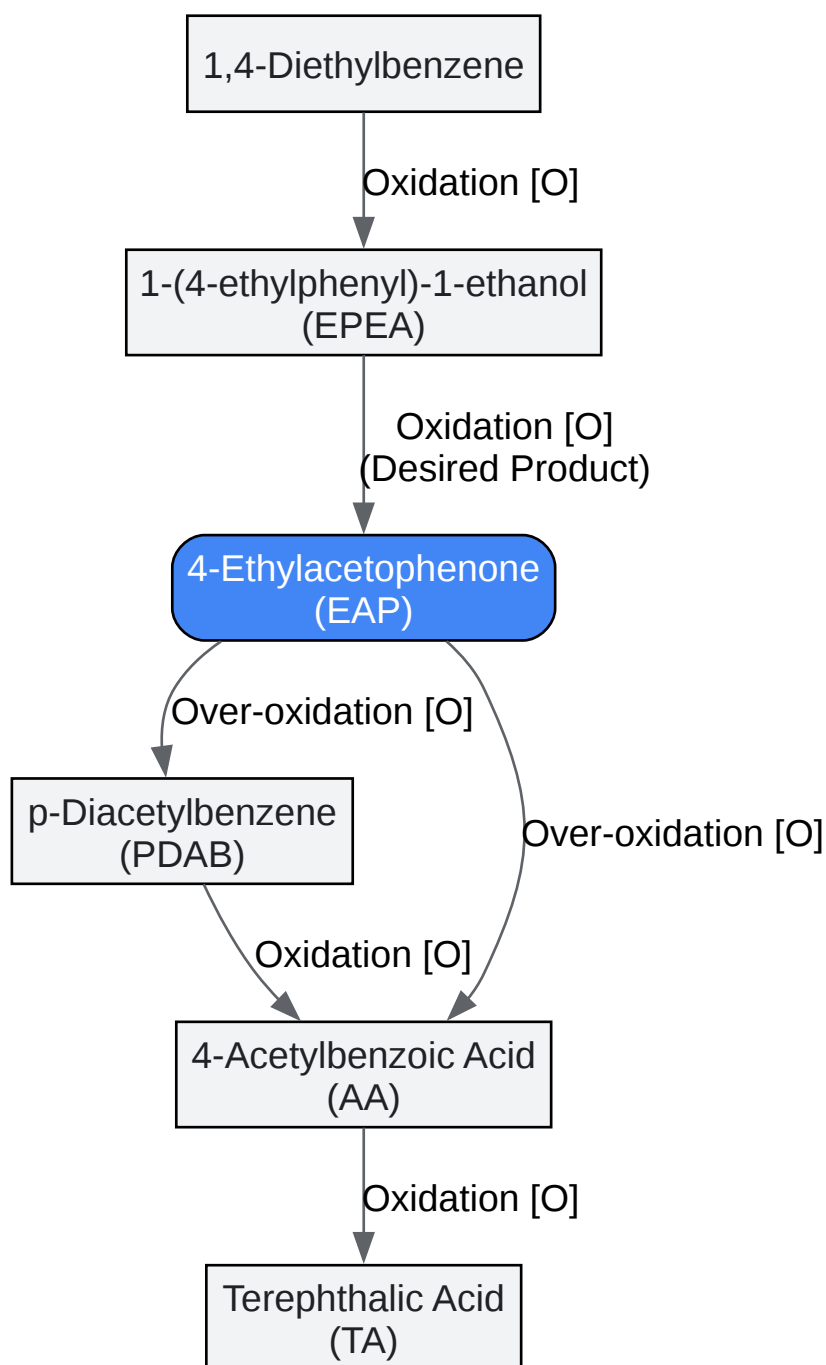 1,4-Diethylbenzene
Oxidation [O]
1-(4-ethylphenyl)-1-ethanol
(EPEA)
Oxidation [O]
(Desired Product)
4-Ethylacetophenone
(EAP)
Over-oxidation [O]
p-Diacetylbenzene
(PDAB)
Over-oxidation [O]
Oxidation [O]
4-Acetylbenzoic Acid
(AA)
Oxidation [O]
Terephthalic Acid
(TA)